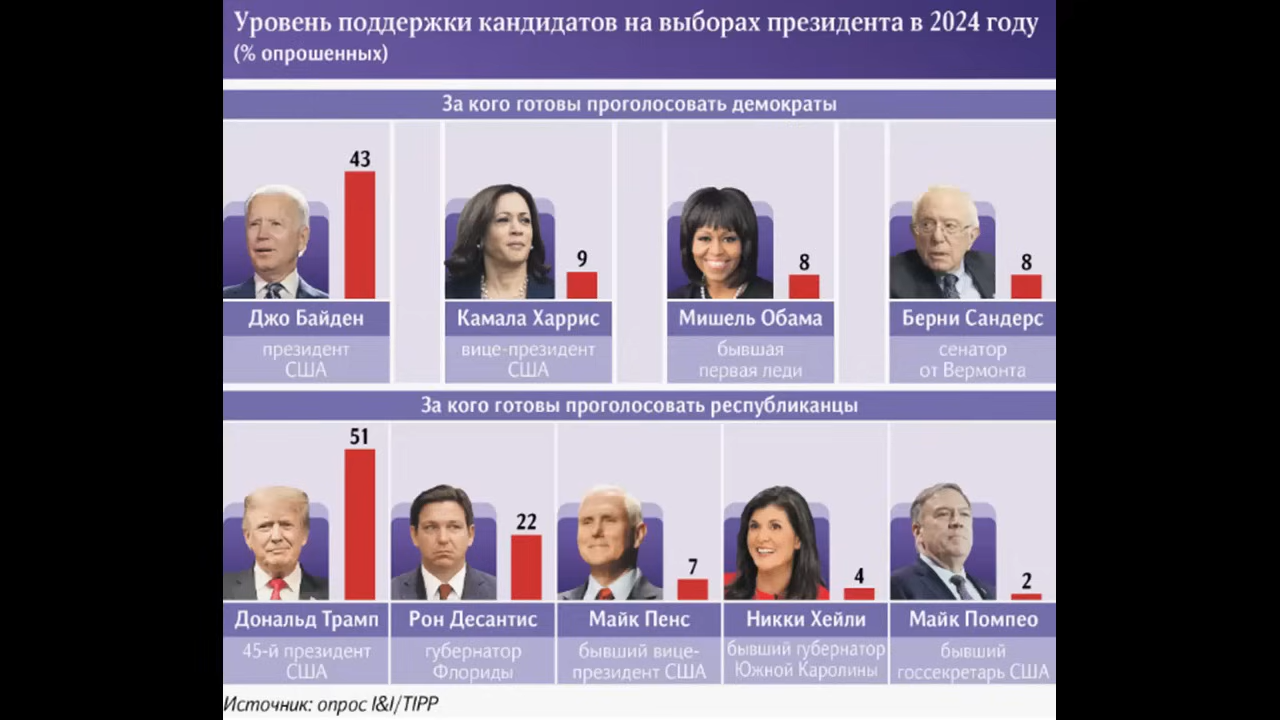 Уровень поддержки кандидатов на выборах президента в 2024 году
(% опрошенных)
За кого готовы проголосовать демократы
43
9
8
8
Джо Байден
президент
США
Камала Харрис
вице-президент
США
Мишель Обама
бывшая
первая леди
Берни Сандерс
сенатор
от Вермонта
За кого готовы проголосовать республиканцы
51
22
7
4
2
Дональд Трамп
45-й президент
США
Рон Десантис
губернатор
Флориды
Майк Пенс
бывший вице-
президент США
Никки Хейли
бывший губернатор
Южной Каролины
Майк Помпео
бывший
госсекретарь США
Источник: опрос I&I/TIPP